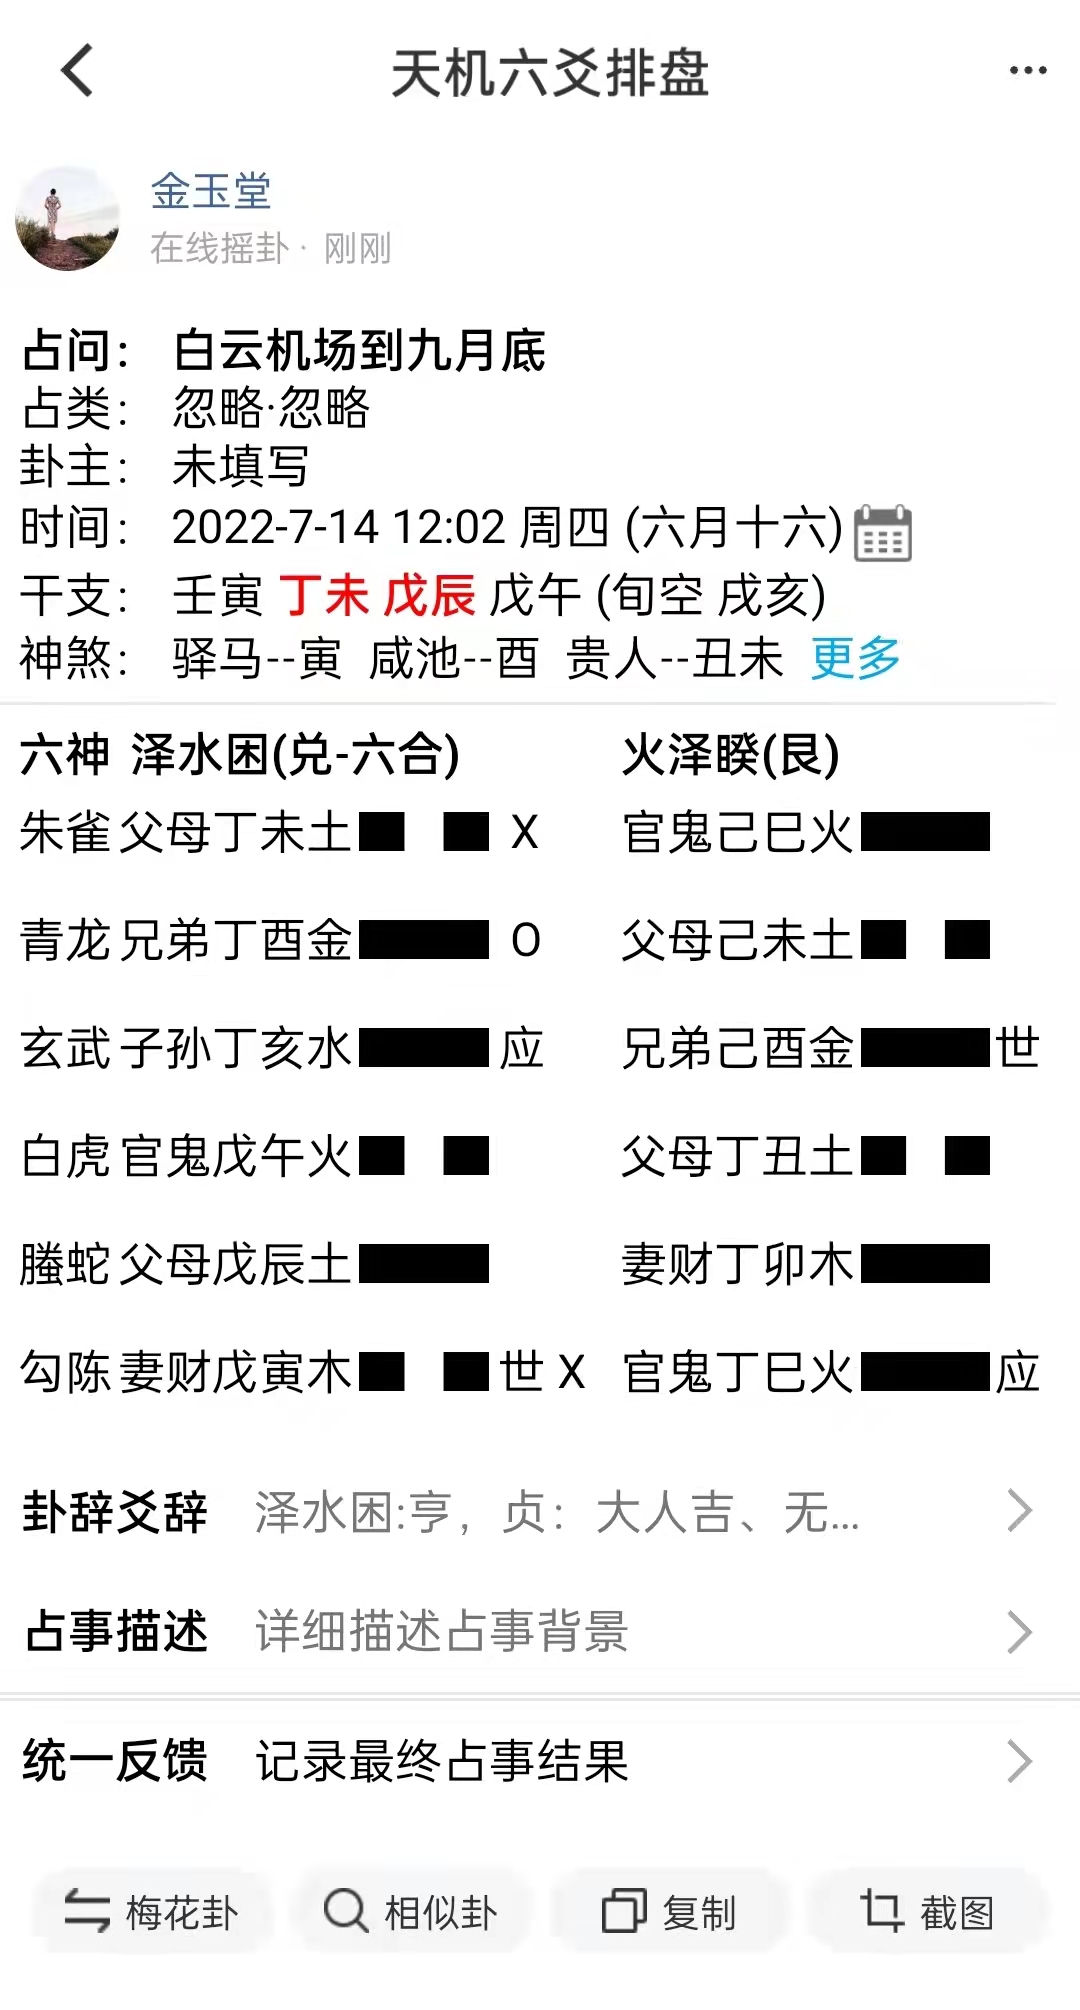 天机六爻排盘
金玉堂
在线摇卦· 刚刚
占问： 白云机场到九月底
占类： 忽略·忽略
卦主： 未填写
时间： 2022-7-14 12:02 周四 (六月十六)
干支： 壬寅 丁未 戊辰 戊午 (旬空 戌亥)
神煞： 驿马--寅 咸池--酉 贵人--丑未 更多
六神 泽水困(兑-六合) 火泽睽(艮)
朱雀 父母丁未土 X 官鬼己巳火
青龙 兄弟丁酉金 O 父母己未土
玄武 子孙丁亥水 应 兄弟己酉金 世
白虎 官鬼戊午火 父母丁丑土
螣蛇 父母戊辰土 妻财丁卯木
勾陈 妻财戊寅木 世 X 官鬼丁巳火 应
卦辞爻辞 泽水困:亨，贞：大人吉、无...
占事描述 详细描述占事背景
统一反馈 记录最终占事结果
梅花卦 相似卦 复制 截图